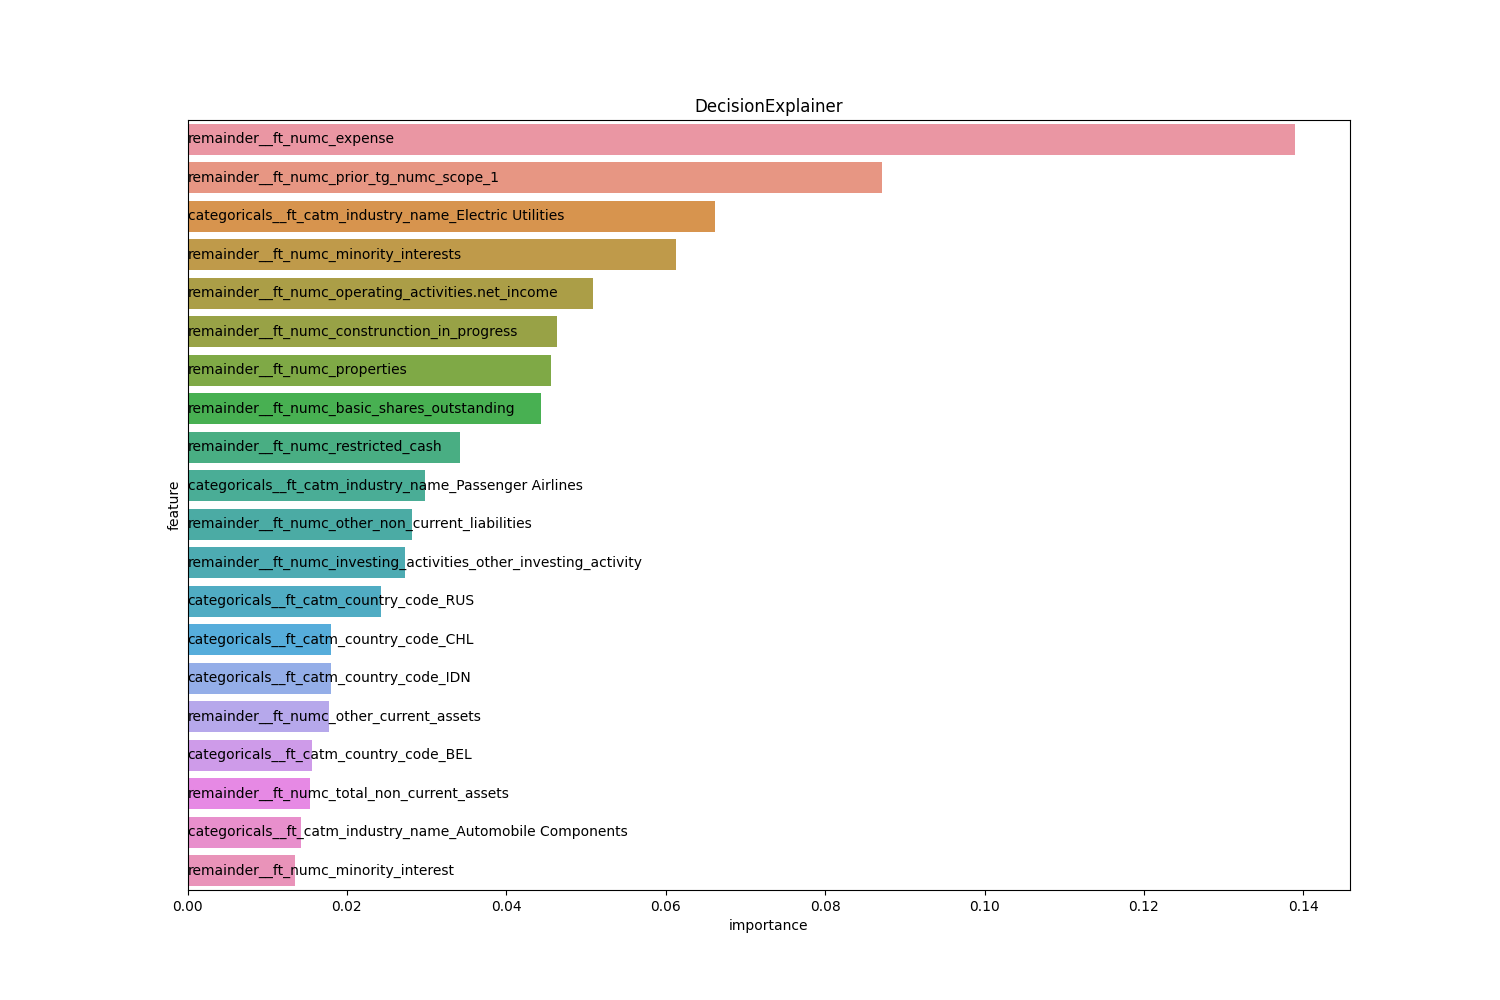 DecisionExplainer
remainder__ft_numc_expense
remainder__ft_numc_prior_tg_numc_scope_1
categoricals__ft_catm_industry_name_Electric Utilities
remainder__ft_numc_minority_interests
remainder__ft_numc_operating_activities.net_income
remainder__ft_numc_construnction_in_progress
remainder__ft_numc_properties
remainder__ft_numc_basic_shares_outstanding
remainder__ft_numc_restricted_cash
categoricals__ft_catm_industry_name_Passenger Airlines
remainder__ft_numc_other_non_current_liabilities
remainder__ft_numc_investing_activities_other_investing_activity
categoricals__ft_catm_country_code_RUS
categoricals__ft_catm_country_code_CHL
categoricals__ft_catm_country_code_IDN
remainder__ft_numc_other_current_assets
categoricals__ft_catm_country_code_BEL
remainder__ft_numc_total_non_current_assets
categoricals__ft_catm_industry_name_Automobile Components
remainder__ft_numc_minority_interest
feature
0.00 0.02 0.04 0.06 0.08 0.10 0.12 0.14
importance